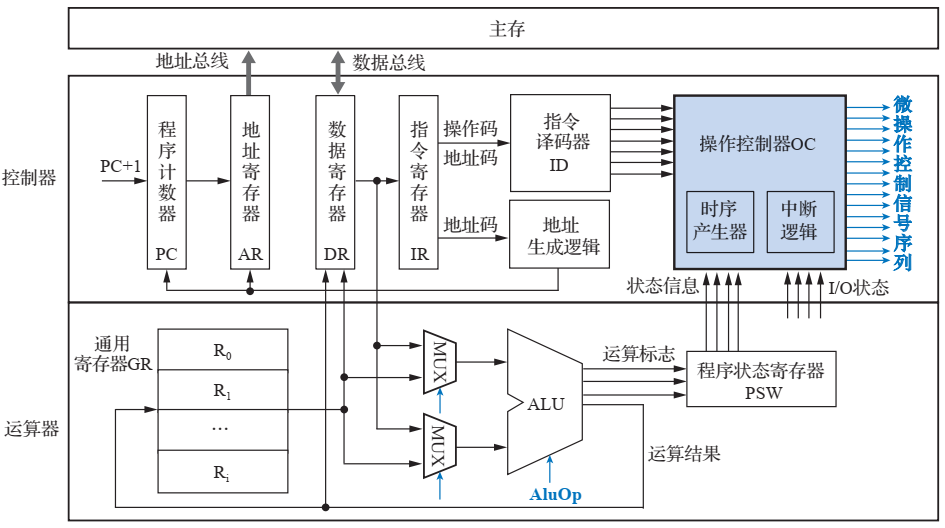 主存
地址总线
数据总线
控制器
PC+1
程序计数器
PC
地址寄存器
AR
数据寄存器
DR
指令寄存器
IR
操作码
地址码
地址码
指令
译码器
ID
地址
生成逻辑
操作控制器OC
时序
产生器
中断
逻辑
微操作控制信号序列
状态信息
I/O状态
运算器
通用
寄存器GR
R0
R1
…
Ri
MUX
MUX
ALU
AluOp
运算标志
程序状态寄存器
PSW
运算结果